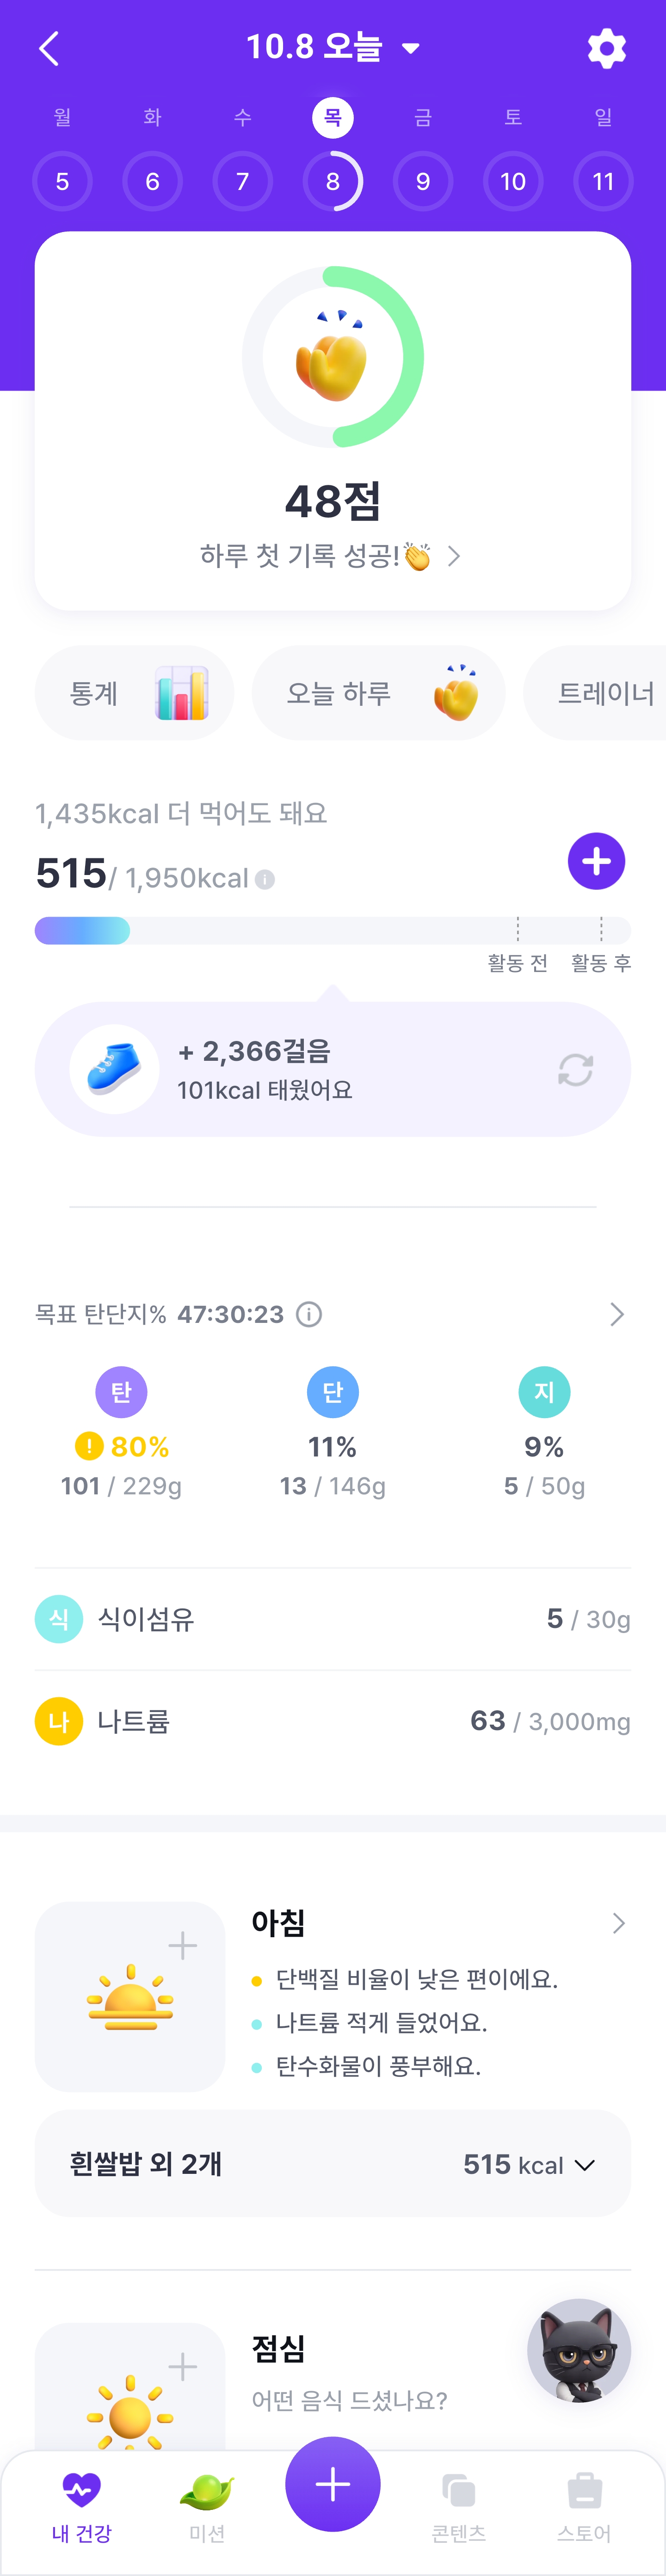 10.8 오늘
월 화 수 목 금 토 일
5 6 7 8 9 10 11
48점
하루 첫 기록 성공!👏
통계 오늘 하루 트레이너
1,435kcal 더 먹어도 돼요
515/ 1,950kcal
활동 전 활동 후
+ 2,366걸음
101kcal 태웠어요
목표 탄단지% 47:30:23
탄 단 지
80% 11% 9%
101 / 229g 13 / 146g 5 / 50g
식 식이섬유 5 / 30g
나 나트륨 63 / 3,000mg
아침
단백질 비율이 낮은 편이에요.
나트륨 적게 들었어요.
탄수화물이 풍부해요.
흰쌀밥 외 2개 515 kcal
점심
어떤 음식 드셨나요?
내 건강 미션 콘텐츠 스토어